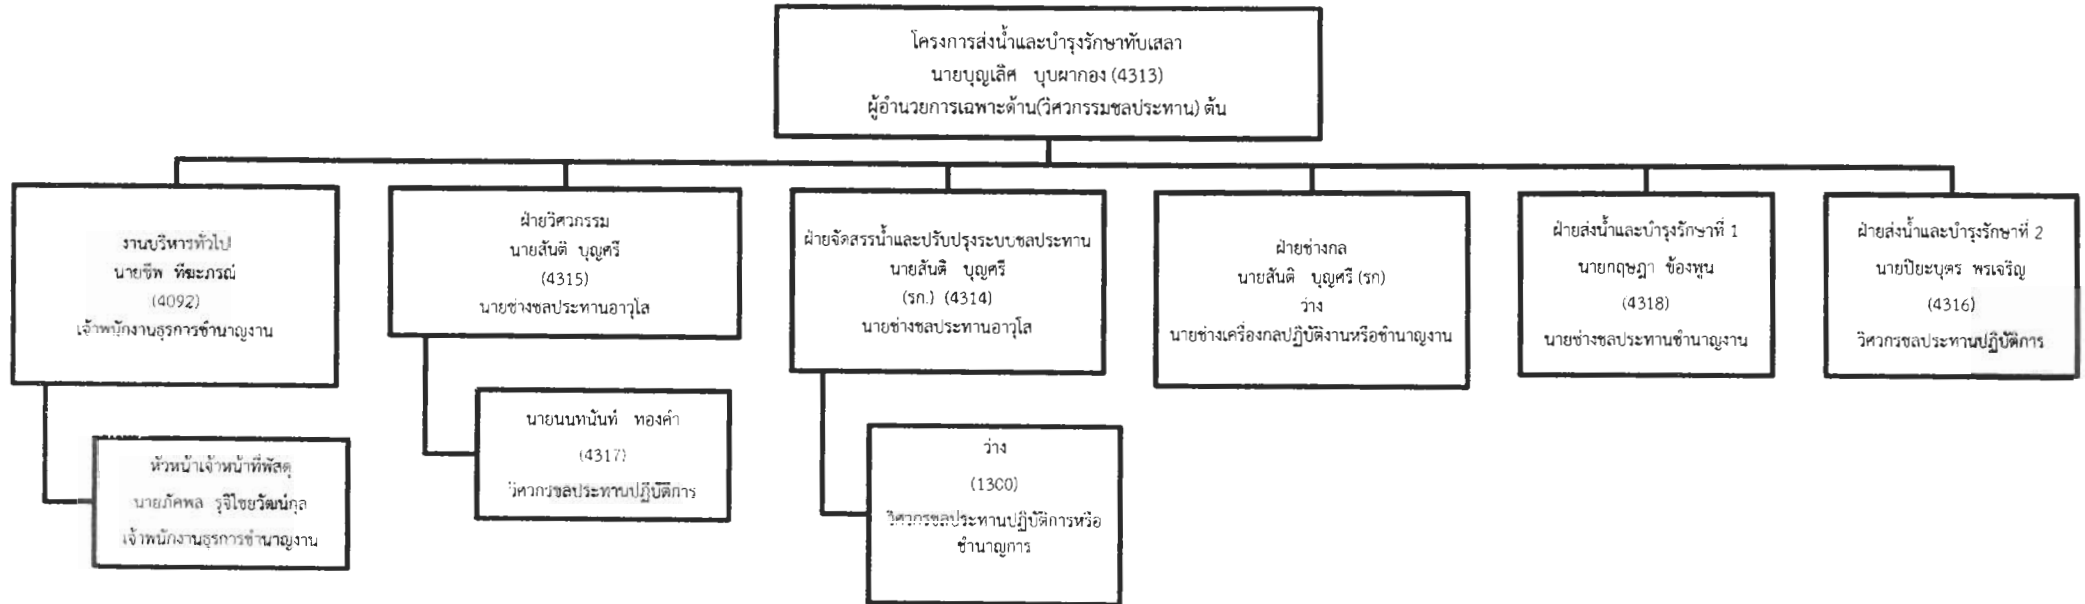 โครงการส่งน้ำและบำรุงรักษาทับเสลา
นายบุญเลิศ บุบผากอง (4313)
ผู้อำนวยการเฉพาะด้าน(วิศวกรรมชลประทาน) ต้น
งานบริหารทั่วไป
นายชีพ ทีฆะภรณ์
(4092)
เจ้าพนักงานธุรการชำนาญงาน
ฝ่ายวิศวกรรม
นายสันติ บุญศรี
(4315)
นายช่างชลประทานอาวุโส
ฝ่ายจัดสรรน้ำและปรับปรุงระบบชลประทาน
นายสันติ บุญศรี
(รก.) (4314)
นายช่างชลประทานอาวุโส
ฝ่ายช่างกล
นายสันติ บุญศรี (รก)
ว่าง
นายช่างเครื่องกลปฏิบัติงานหรือชำนาญงาน
ฝ่ายส่งน้ำและบำรุงรักษาที่ 1
นายกฤษฎา ข้องพูน
(4318)
นายช่างชลประทานชำนาญงาน
ฝ่ายส่งน้ำและบำรุงรักษาที่ 2
นายปิยะบุตร พรเจริญ
(4316)
วิศวกรชลประทานปฏิบัติการ
หัวหน้าเจ้าหน้าที่พัสดุ
นายภัคพล รุจิไชยวัฒน์กุล
เจ้าพนักงานธุรการชำนาญงาน
นายนนทนันท์ ทองคำ
(4317)
วิศวกรชลประทานปฏิบัติการ
ว่าง
(1300)
วิศวกรชลประทานปฏิบัติการหรือ
ชำนาญการ